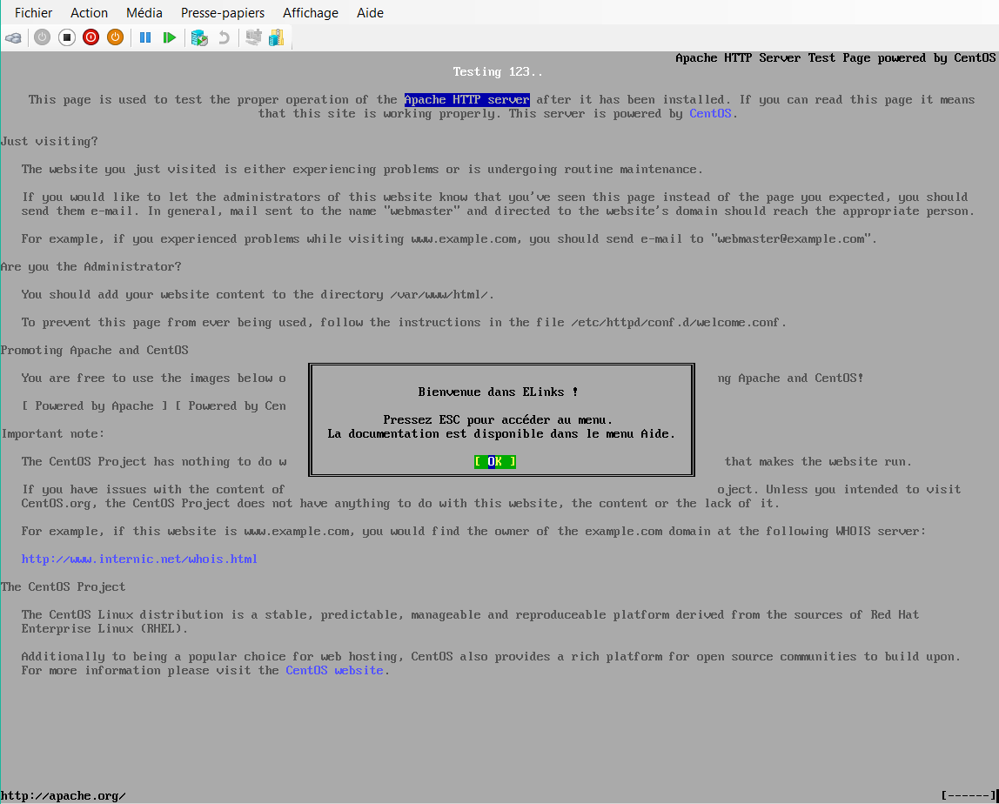 Fichier Action Média Presse-papiers Affichage Aide
Apache HTTP Server Test Page powered by CentOS
Testing 123..
This page is used to test the proper operation of the Apache HTTP server after it has been installed. If you can read this page it means
that this site is working properly. This server is powered by CentOS.
Just visiting?
The website you just visited is either experiencing problems or is undergoing routine maintenance.
If you would like to let the administrators of this website know that you've seen this page instead of the page you expected, you should
send them e-mail. In general, mail sent to the name "webmaster" and directed to the website's domain should reach the appropriate person.
For example, if you experienced problems while visiting www.example.com, you should send e-mail to "webmaster@example.com".
Are you the Administrator?
You should add your website content to the directory /var/www/html/.
To prevent this page from ever being used, follow the instructions in the file /etc/httpd/conf.d/welcome.conf.
Promoting Apache and CentOS
You are free to use the images below o
ng Apache and CentOS!
Bienvenue dans ELinks !
[ Powered by Apache ] [ Powered by Cen
Pressez ESC pour accéder au menu.
Important note:
La documentation est disponible dans le menu Aide.
The CentOS Project has nothing to do w
[ OK ]
that makes the website run.
If you have issues with the content of
oject. Unless you intended to visit
CentOS.org, the CentOS Project does not have anything to do with this website, the content or the lack of it.
For example, if this website is www.example.com, you would find the owner of the example.com domain at the following WHOIS server:
http://www.internic.net/whois.html
The CentOS Project
The CentOS Linux distribution is a stable, predictable, manageable and reproduceable platform derived from the sources of Red Hat
Enterprise Linux (RHEL).
Additionally to being a popular choice for web hosting, CentOS also provides a rich platform for open source communities to build upon.
For more information please visit the CentOS website.
http://apache.org/
[------]